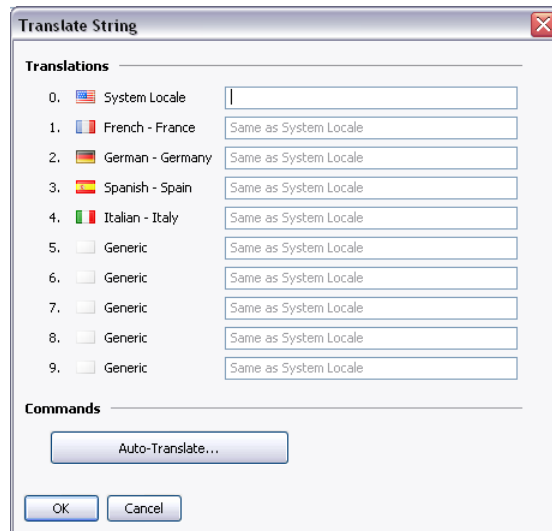 Translate String
Translations
0. System Locale
1. French - France Same as System Locale
2. German - Germany Same as System Locale
3. Spanish - Spain Same as System Locale
4. Italian - Italy Same as System Locale
5. Generic Same as System Locale
6. Generic Same as System Locale
7. Generic Same as System Locale
8. Generic Same as System Locale
9. Generic Same as System Locale
Commands
Auto-Translate...
OK Cancel